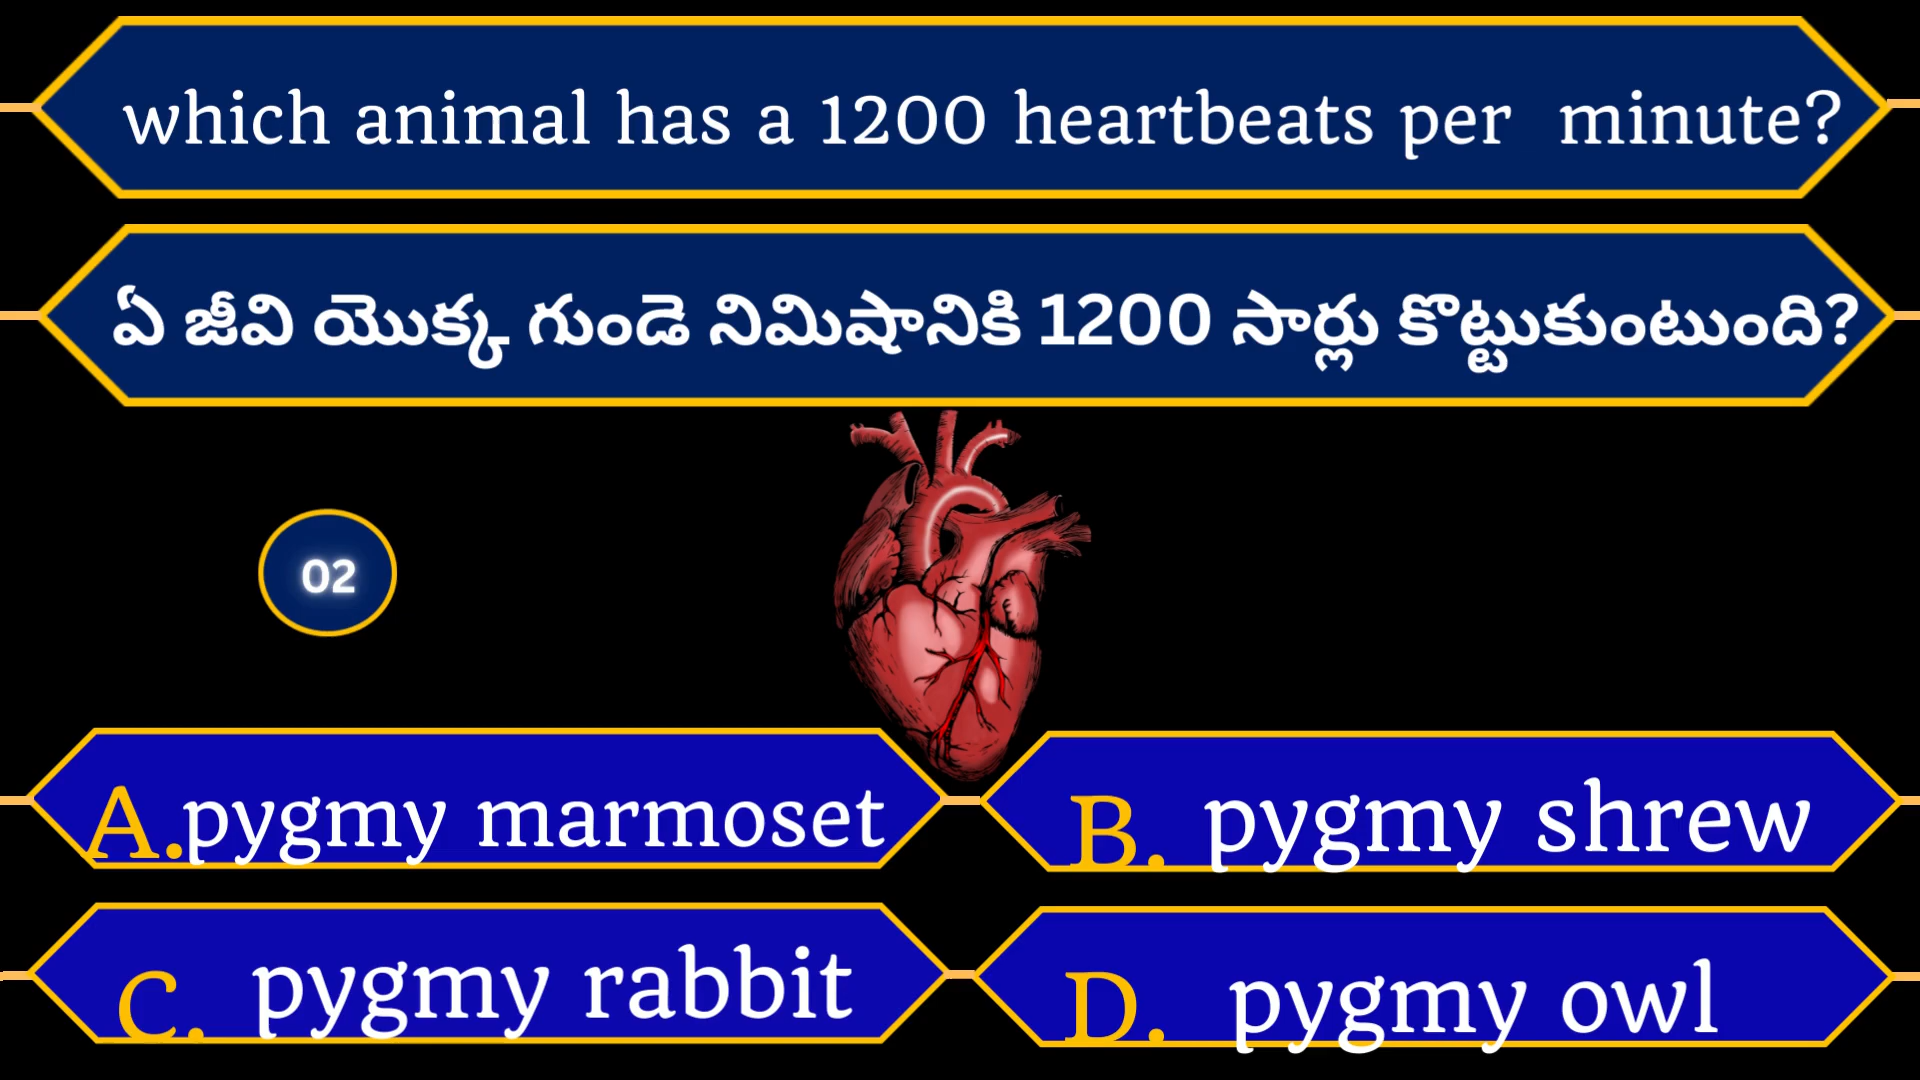 which animal has a 1200 heartbeats per minute?
ఏ జీవి యొక్క గుండె నిమిషానికి 1200 సార్లు కొట్టుకుంటుంది?
02
A.pygmy marmoset
B. pygmy shrew
C. pygmy rabbit
D. pygmy owl